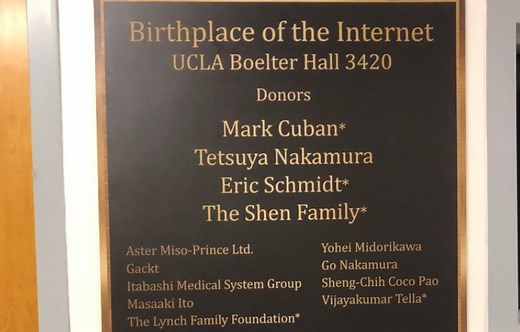 Birthplace of the Internet
UCLA Boelter Hall 3420
Donors
Mark Cuban*
Tetsuya Nakamura
Eric Schmidt*
The Shen Family*
Aster Miso-Prince Ltd.
Gackt
Itabashi Medical System Group
Masaaki Ito
The Lynch Family Foundation*
Yohei Midorikawa
Go Nakamura
Sheng-Chih Coco Pao
Vijayakumar Tella*